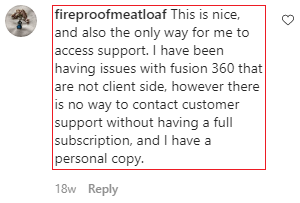 fireproofmeatloaf This is nice,
and also the only way for me to
access support. I have been
having issues with fusion 360 that
are not client side, however there
is no way to contact customer
support without having a full
subscription, and I have a
personal copy.
18w Reply